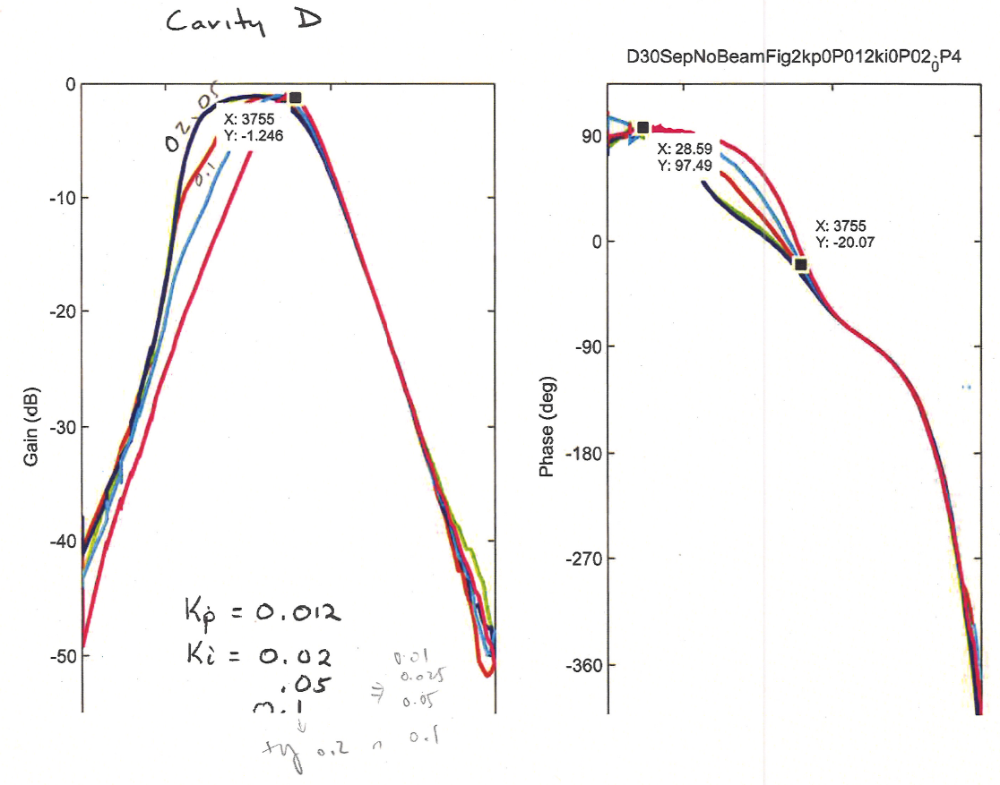 Cavity D
0
-10
-20
-30
-40
-50
Gain (dB)
0.2
.05
0.1
X: 3755
Y: -1.246
Kp = 0.012
Ki = 0.02
.05
0.1
0.01
⇒ 0.025
0.05
try 0.2 0.1
D30SepNoBeamFig2kp0P012ki0P020P4
90
0
-90
-180
-270
-360
Phase (deg)
X: 28.59
Y: 97.49
X: 3755
Y: -20.07